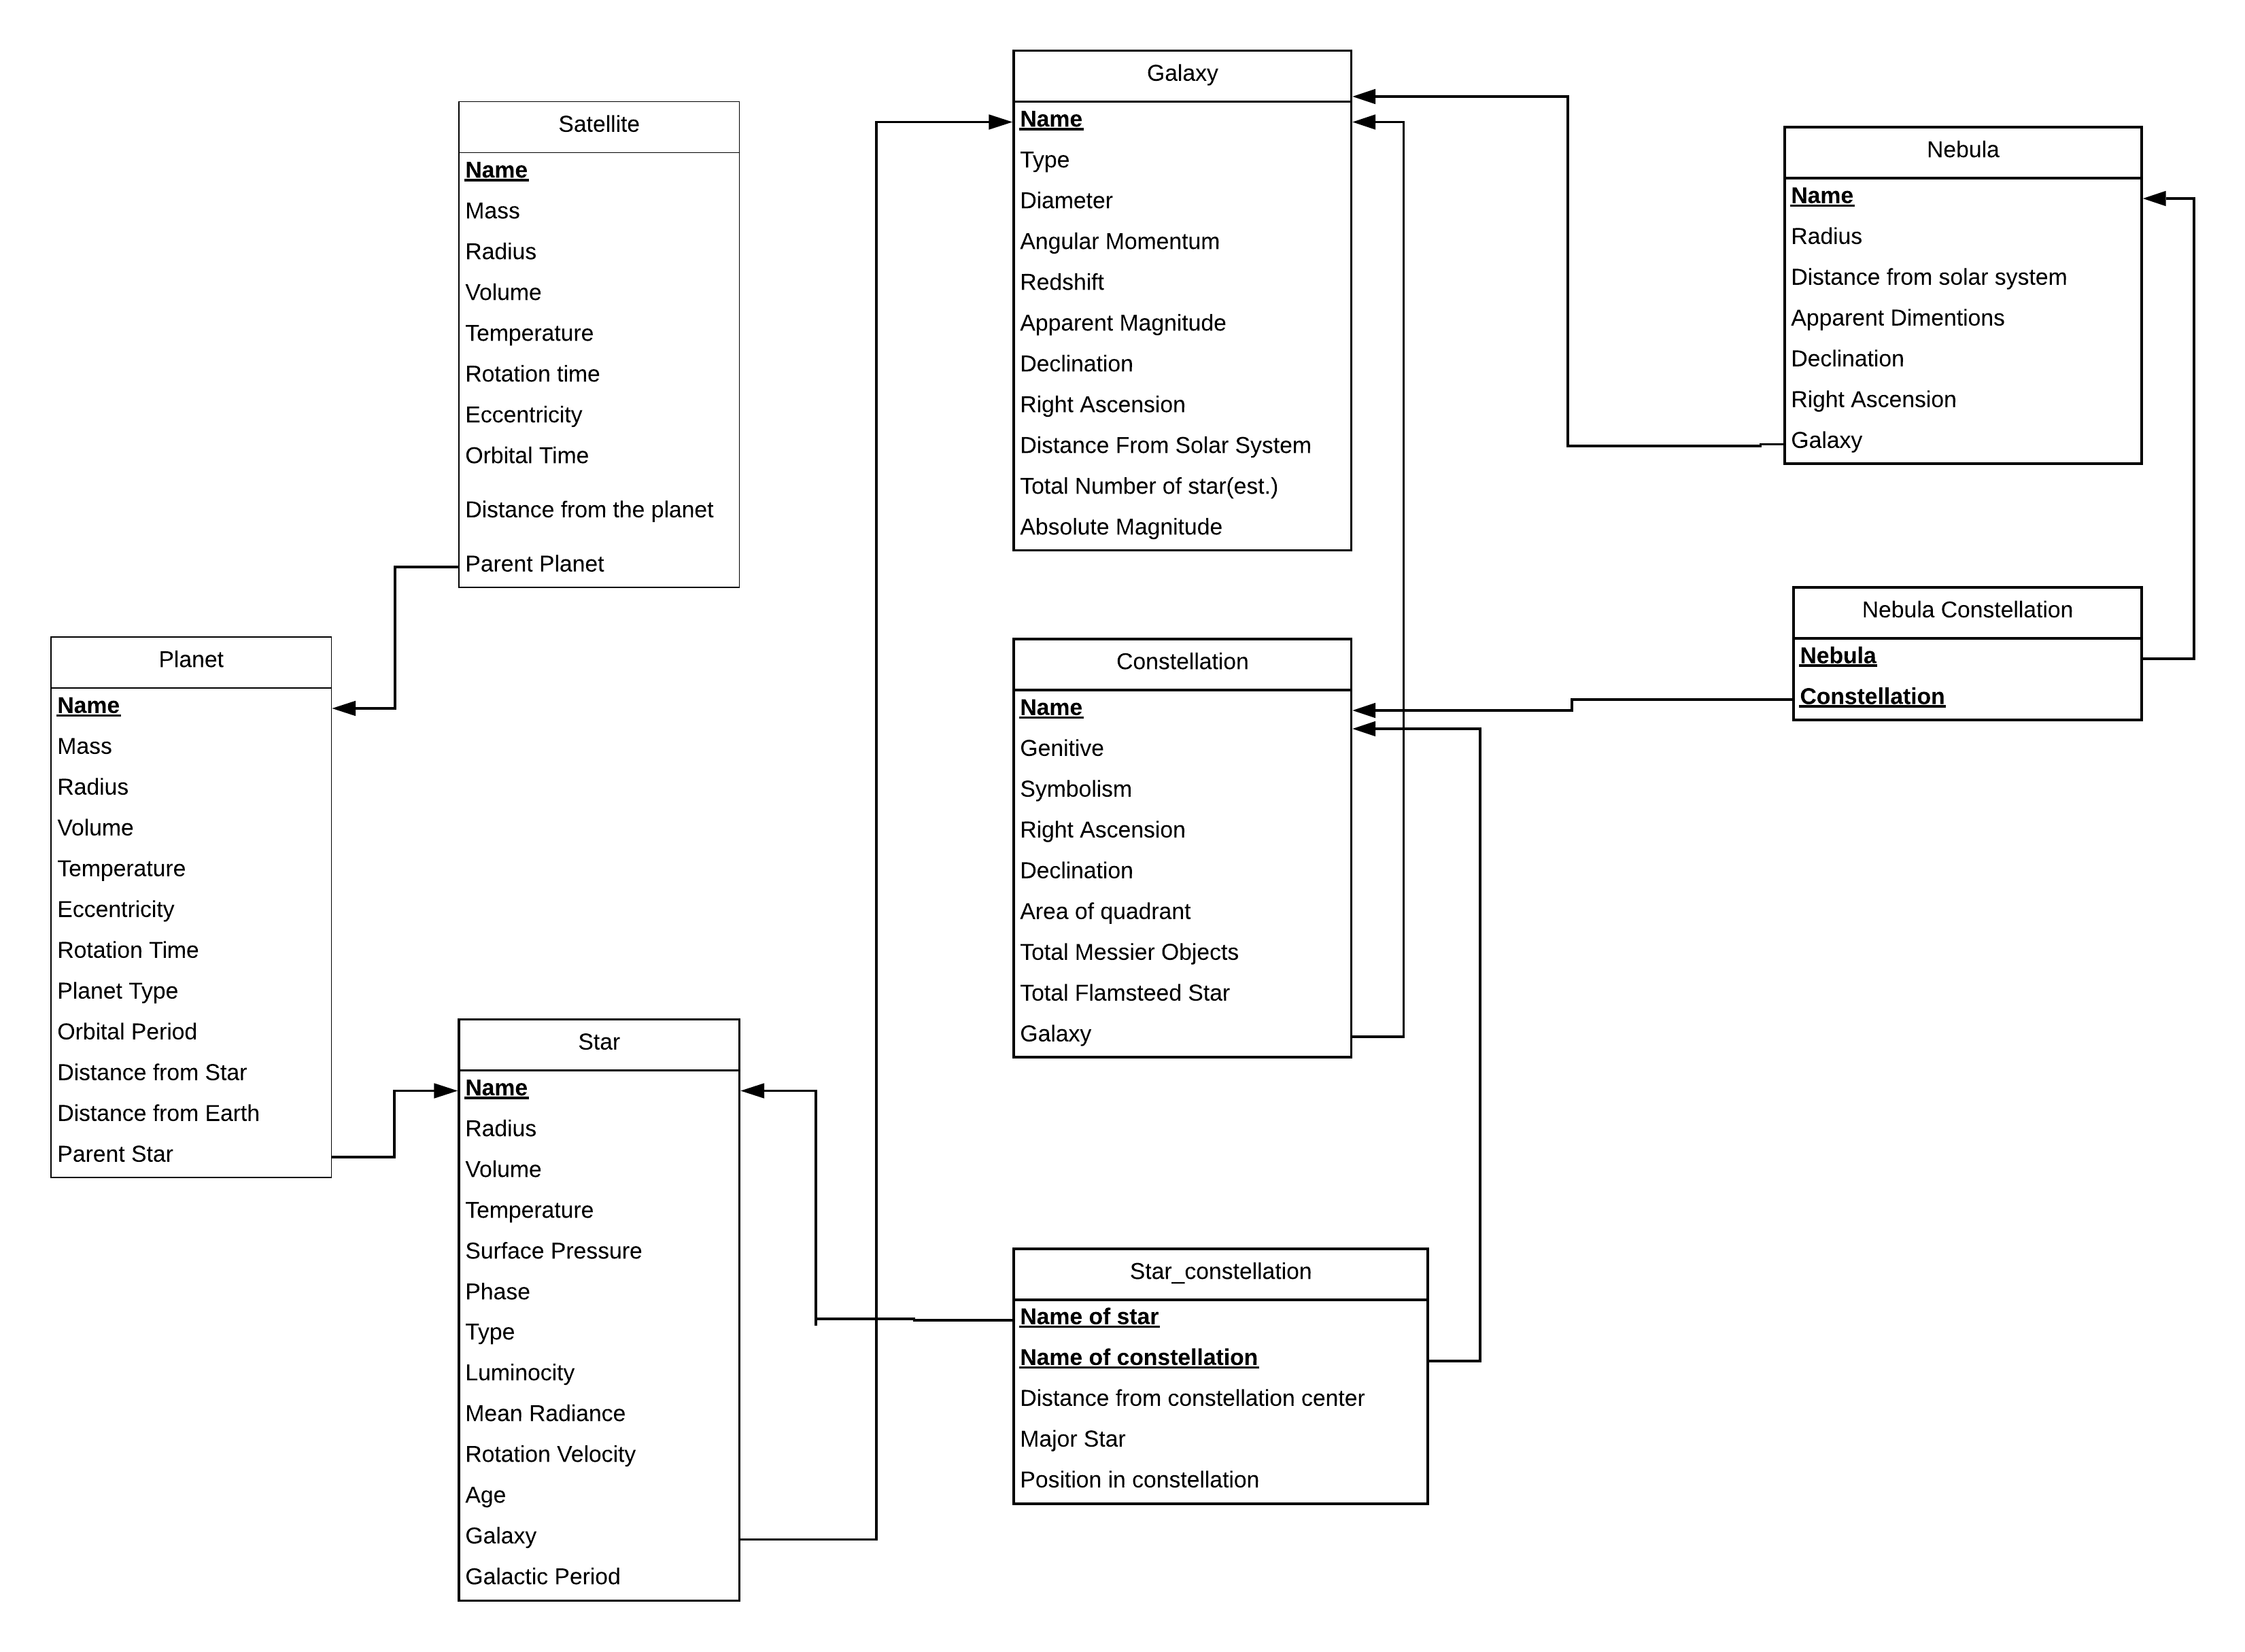 Satellite
Name
Mass
Radius
Volume
Temperature
Rotation time
Eccentricity
Orbital Time
Distance from the planet
Parent Planet
Planet
Name
Mass
Radius
Volume
Temperature
Eccentricity
Rotation Time
Planet Type
Orbital Period
Distance from Star
Distance from Earth
Parent Star
Star
Name
Radius
Volume
Temperature
Surface Pressure
Phase
Type
Luminocity
Mean Radiance
Rotation Velocity
Age
Galaxy
Galactic Period
Galaxy
Name
Type
Diameter
Angular Momentum
Redshift
Apparent Magnitude
Declination
Right Ascension
Distance From Solar System
Total Number of star(est.)
Absolute Magnitude
Constellation
Name
Genitive
Symbolism
Right Ascension
Declination
Area of quadrant
Total Messier Objects
Total Flamsteed Star
Galaxy
Star_constellation
Name of star
Name of constellation
Distance from constellation center
Major Star
Position in constellation
Nebula
Name
Radius
Distance from solar system
Apparent Dimentions
Declination
Right Ascension
Galaxy
Nebula Constellation
Nebula
Constellation